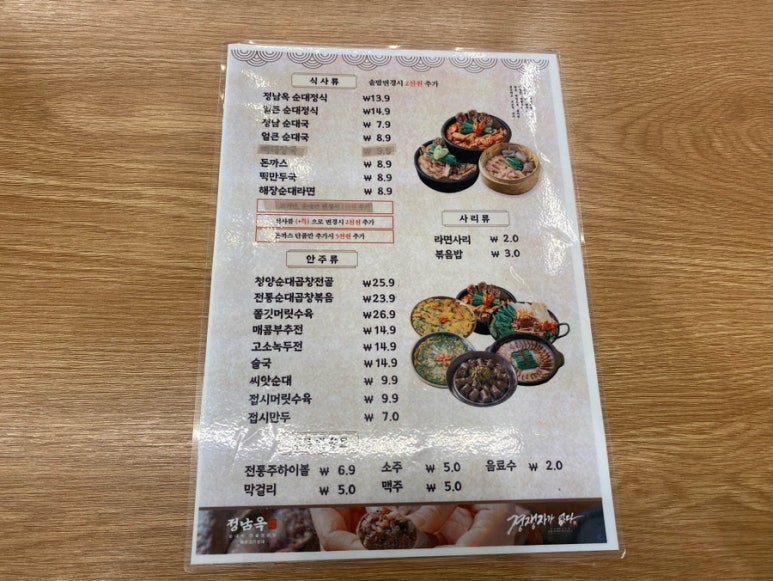 식사류
솥밥변경시 2천원 추가
정남옥 순대정식 ₩13.9
얼큰 순대정식 ₩14.9
정남 순대국 ₩ 7.9
얼큰 순대국 ₩ 8.9
돈까스 ₩ 8.9
떡만두국 ₩ 8.9
해장순대라면 ₩ 8.9
식사류 (+특) 으로 변경시 2천원 추가
돈까스 단품만 추가시 5천원 추가
사리류
라면사리 ₩ 2.0
볶음밥 ₩ 3.0
안주류
청양순대곱창전골 ₩25.9
전통순대곱창볶음 ₩23.9
쫄깃머릿수육 ₩26.9
매콤부추전 ₩14.9
고소녹두전 ₩14.9
술국 ₩14.9
씨앗순대 ₩ 9.9
접시머릿수육 ₩ 9.9
접시만두 ₩ 7.0
전통주하이볼 ₩ 6.9 소주 ₩ 5.0 음료수 ₩ 2.0
막걸리 ₩ 5.0 맥주 ₩ 5.0
정남옥
경쟁자가 없다